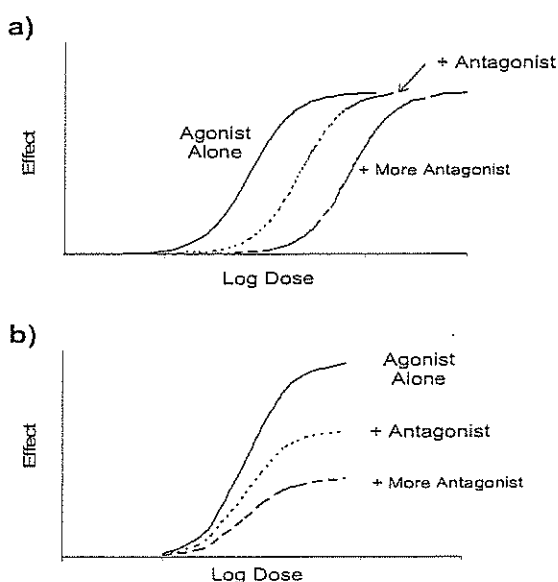 a)
+ Antagonist
Agonist
Alone
+ More Antagonist
Effect
Log Dose
b)
Agonist
Alone
+ Antagonist
+ More Antagonist
Effect
Log Dose